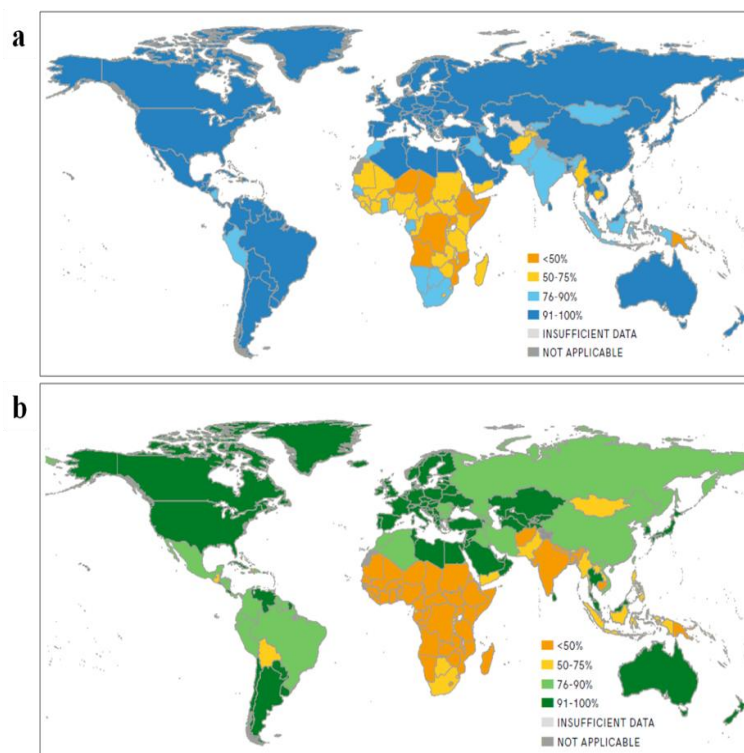 a
<50%
50-75%
76-90%
91-100%
INSUFFICIENT DATA
NOT APPLICABLE
b
<50%
50-75%
76-90%
91-100%
INSUFFICIENT DATA
NOT APPLICABLE